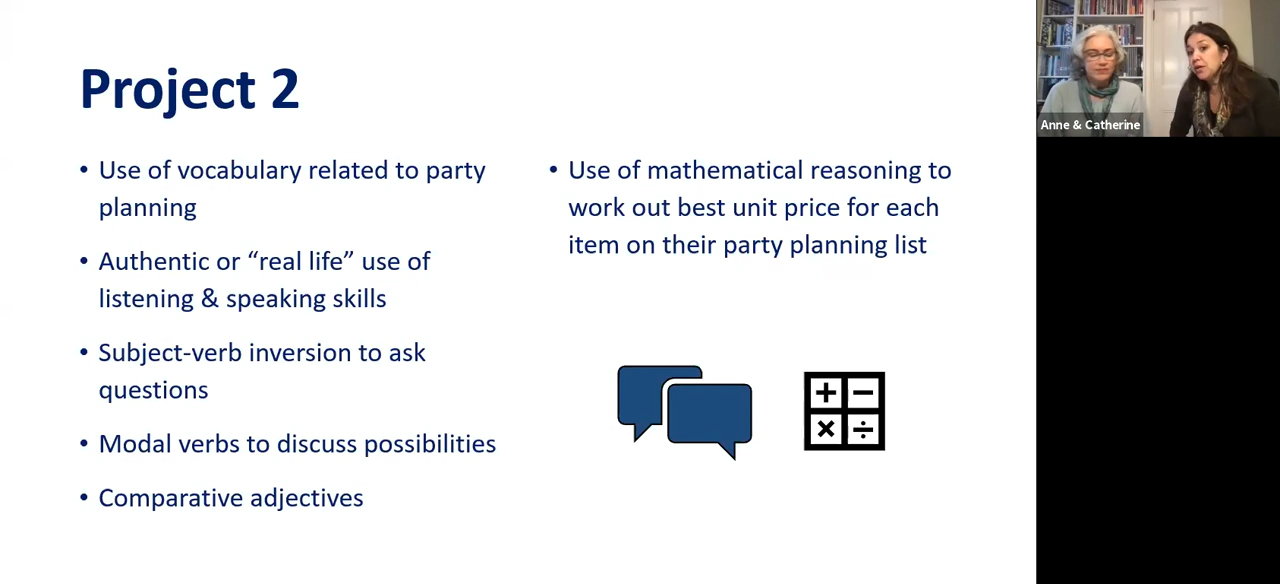 Project 2
• Use of vocabulary related to party
planning
• Authentic or “real life” use of
listening & speaking skills
• Subject-verb inversion to ask
questions
• Modal verbs to discuss possibilities
• Comparative adjectives
• Use of mathematical reasoning to
work out best unit price for each
item on their party planning list
+ −
× ÷
Anne & Catherine